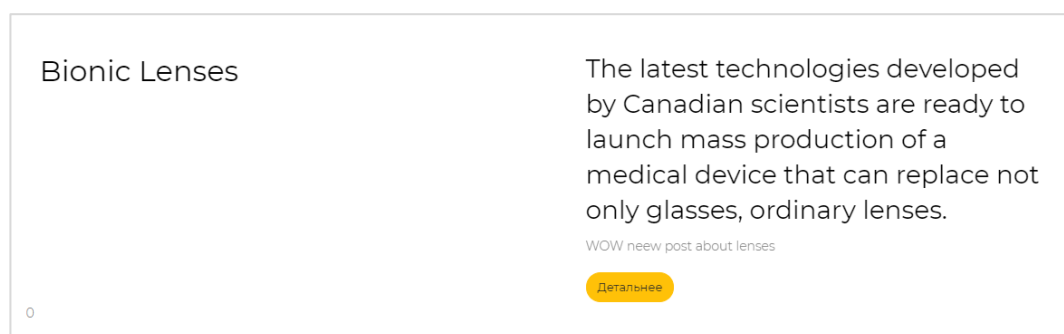 Bionic Lenses
The latest technologies developed
by Canadian scientists are ready to
launch mass production of a
medical device that can replace not
only glasses, ordinary lenses.
WOW neew post about lenses
Детальнее
0